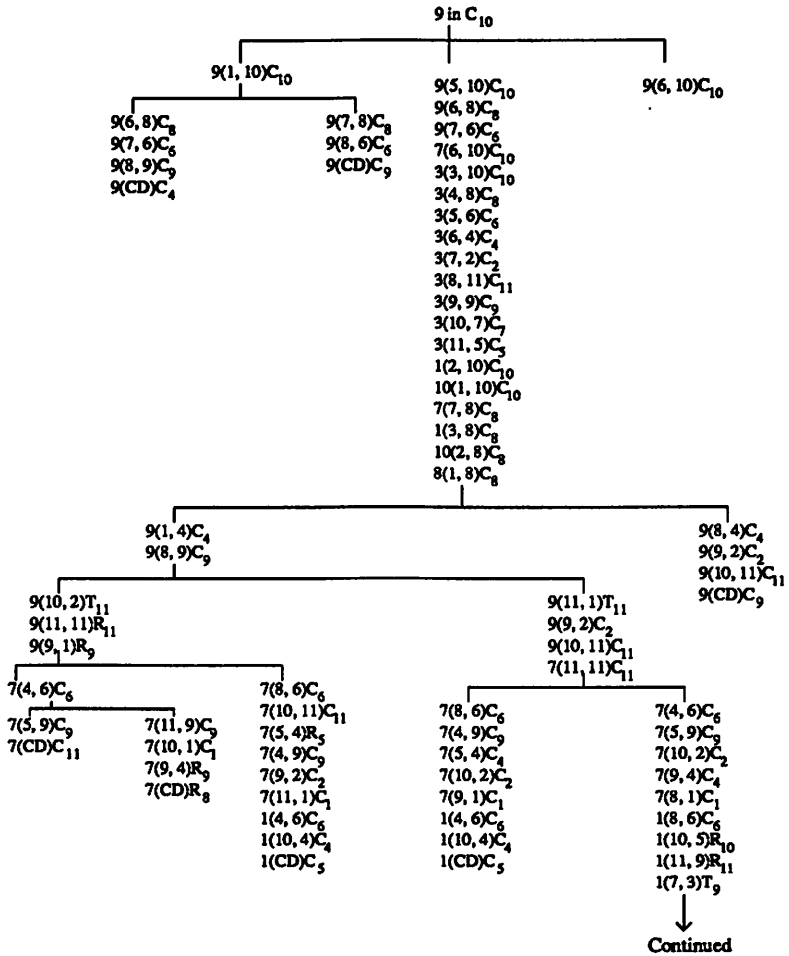 9 in C10
9(1, 10)C10
9(6, 8)C8
9(7, 6)C6
9(8, 9)C9
9(CD)C4
9(7, 8)C8
9(8, 6)C6
9(CD)C9
9(5, 10)C10
9(6, 8)C8
9(7, 6)C6
7(6, 10)C10
3(3, 10)C10
3(4, 8)C8
3(5, 6)C6
3(6, 4)C4
3(7, 2)C2
3(8, 11)C11
3(9, 9)C9
3(10, 7)C7
3(11, 5)C5
1(2, 10)C10
10(1, 10)C10
7(7, 8)C8
1(3, 8)C8
10(2, 8)C8
8(1, 8)C8
9(6, 10)C10
9(1, 4)C4
9(8, 9)C9
9(8, 4)C4
9(9, 2)C2
9(10, 11)C11
9(CD)C9
9(10, 2)T11
9(11, 11)R11
9(9, 1)R9
9(11, 1)T11
9(9, 2)C2
9(10, 11)C11
7(11, 11)C11
7(4, 6)C6
7(5, 9)C9
7(CD)C11
7(11, 9)C9
7(10, 1)C1
7(9, 4)R9
7(CD)R8
7(8, 6)C6
7(10, 11)C11
7(5, 4)R5
7(4, 9)C9
7(9, 2)C2
7(11, 1)C1
1(4, 6)C6
1(10, 4)C4
1(CD)C5
7(8, 6)C6
7(4, 9)C9
7(5, 4)C4
7(10, 2)C2
7(9, 1)C1
1(4, 6)C6
1(10, 4)C4
1(CD)C5
7(4, 6)C6
7(5, 9)C9
7(10, 2)C2
7(9, 4)C4
7(8, 1)C1
1(8, 6)C6
1(10, 5)R10
1(11, 9)R11
1(7, 3)T9
Continued